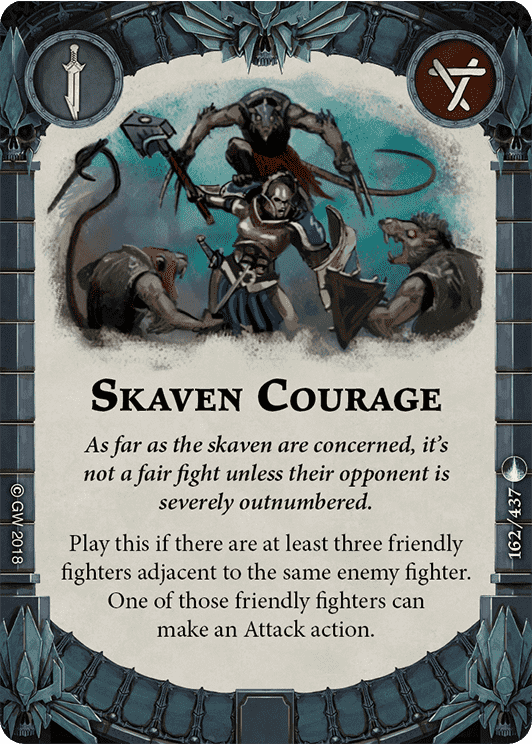 SKAVEN COURAGE
As far as the skaven are concerned, it's
not a fair fight unless their opponent is
severely outnumbered.
Play this if there are at least three friendly
fighters adjacent to the same enemy fighter.
One of those friendly fighters can
make an Attack action.
© GW 2018
162/437